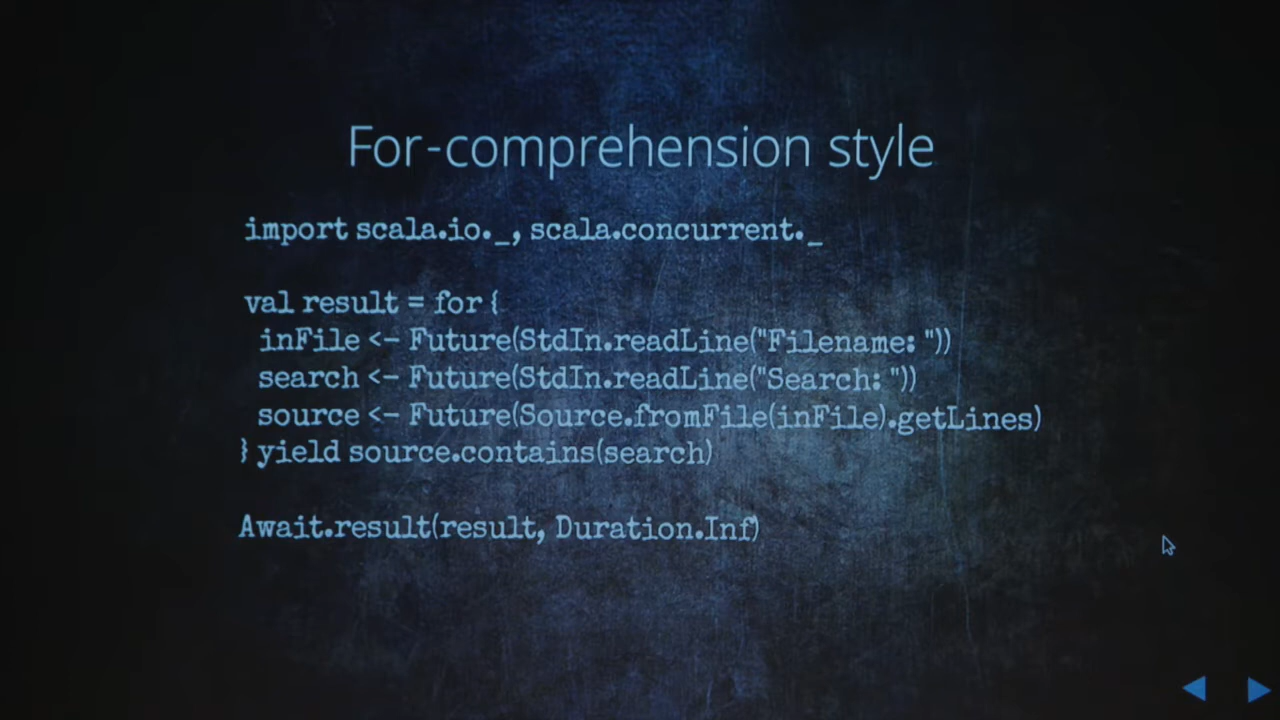 For-comprehension style
import scala.io._, scala.concurrent._
val result = for {
inFile <- Future(StdIn.readLine("Filename: "))
search <- Future(StdIn.readLine("Search: "))
source <- Future(Source.fromFile(inFile).getLines)
} yield source.contains(search)
Await.result(result, Duration.Inf)